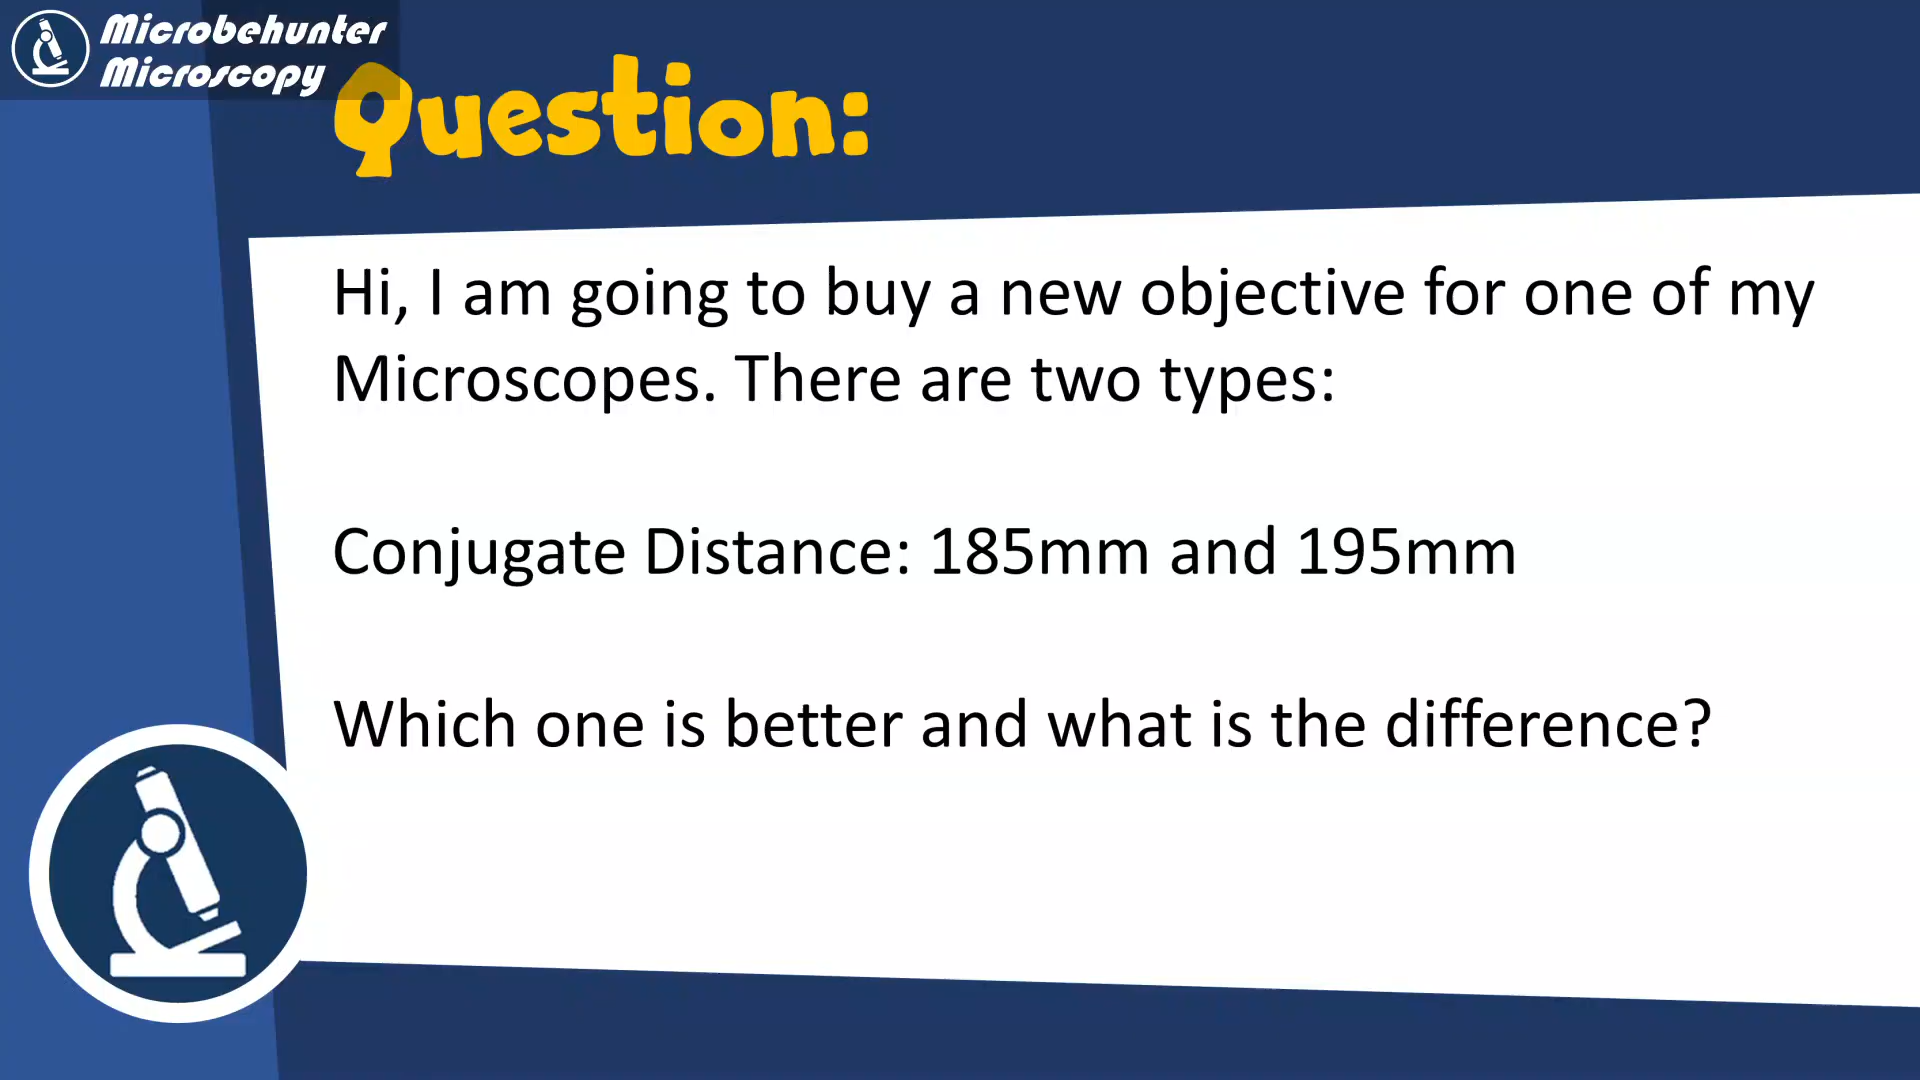 Microbehunter
Microscopy
Question:
Hi, I am going to buy a new objective for one of my
Microscopes. There are two types:
Conjugate Distance: 185mm and 195mm
Which one is better and what is the difference?